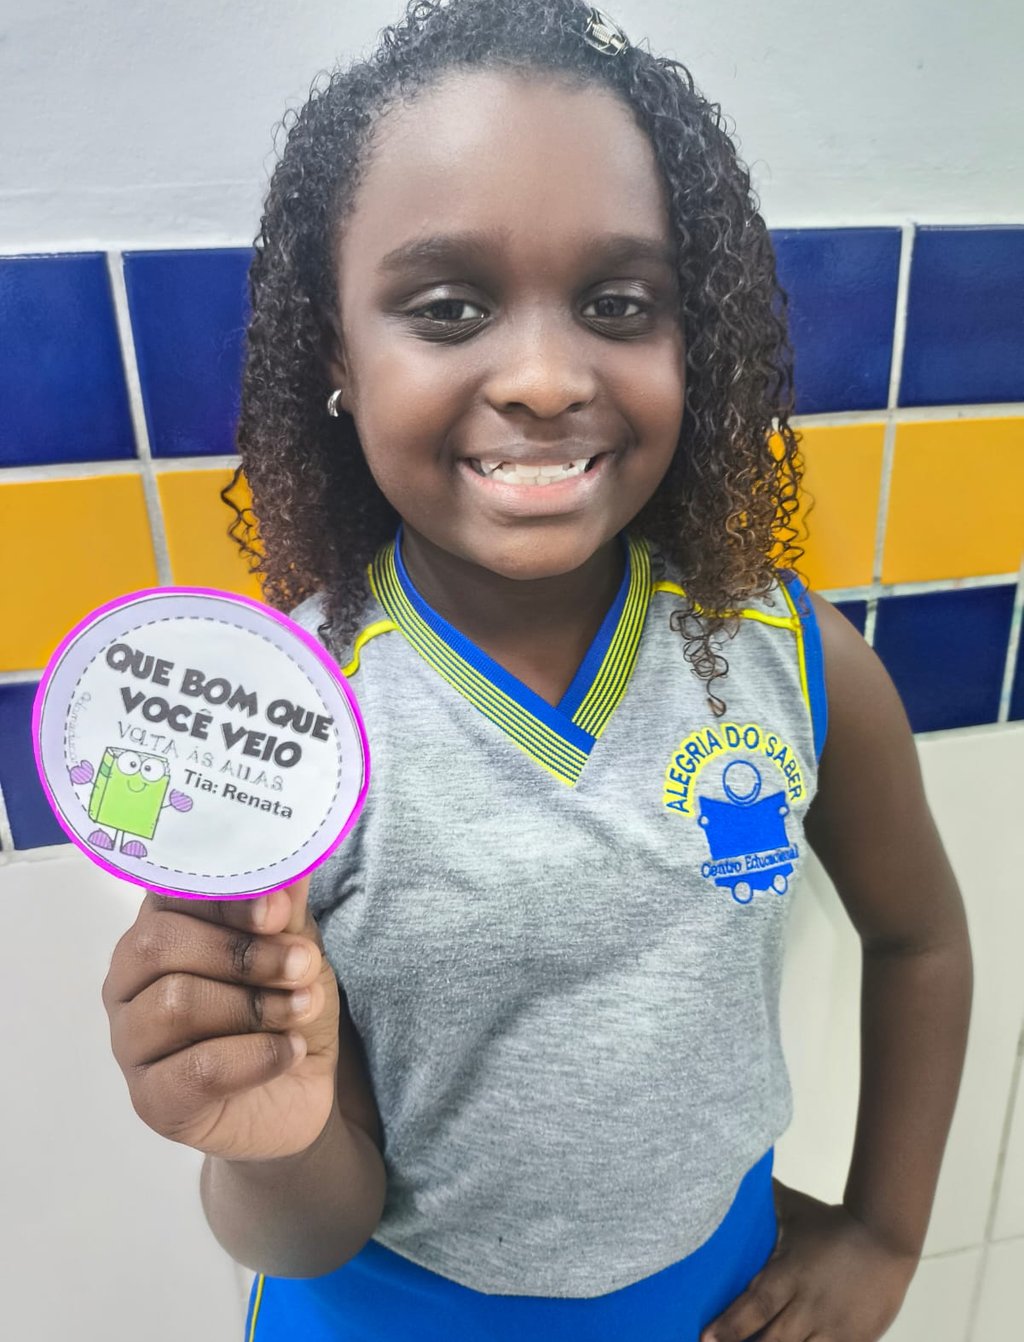 QUE BOM QUE
VOCÊ VEIO
VOLTA ÀS AULAS
Tia: Renata
ALEGRIA DO SABER
Centro Educacional